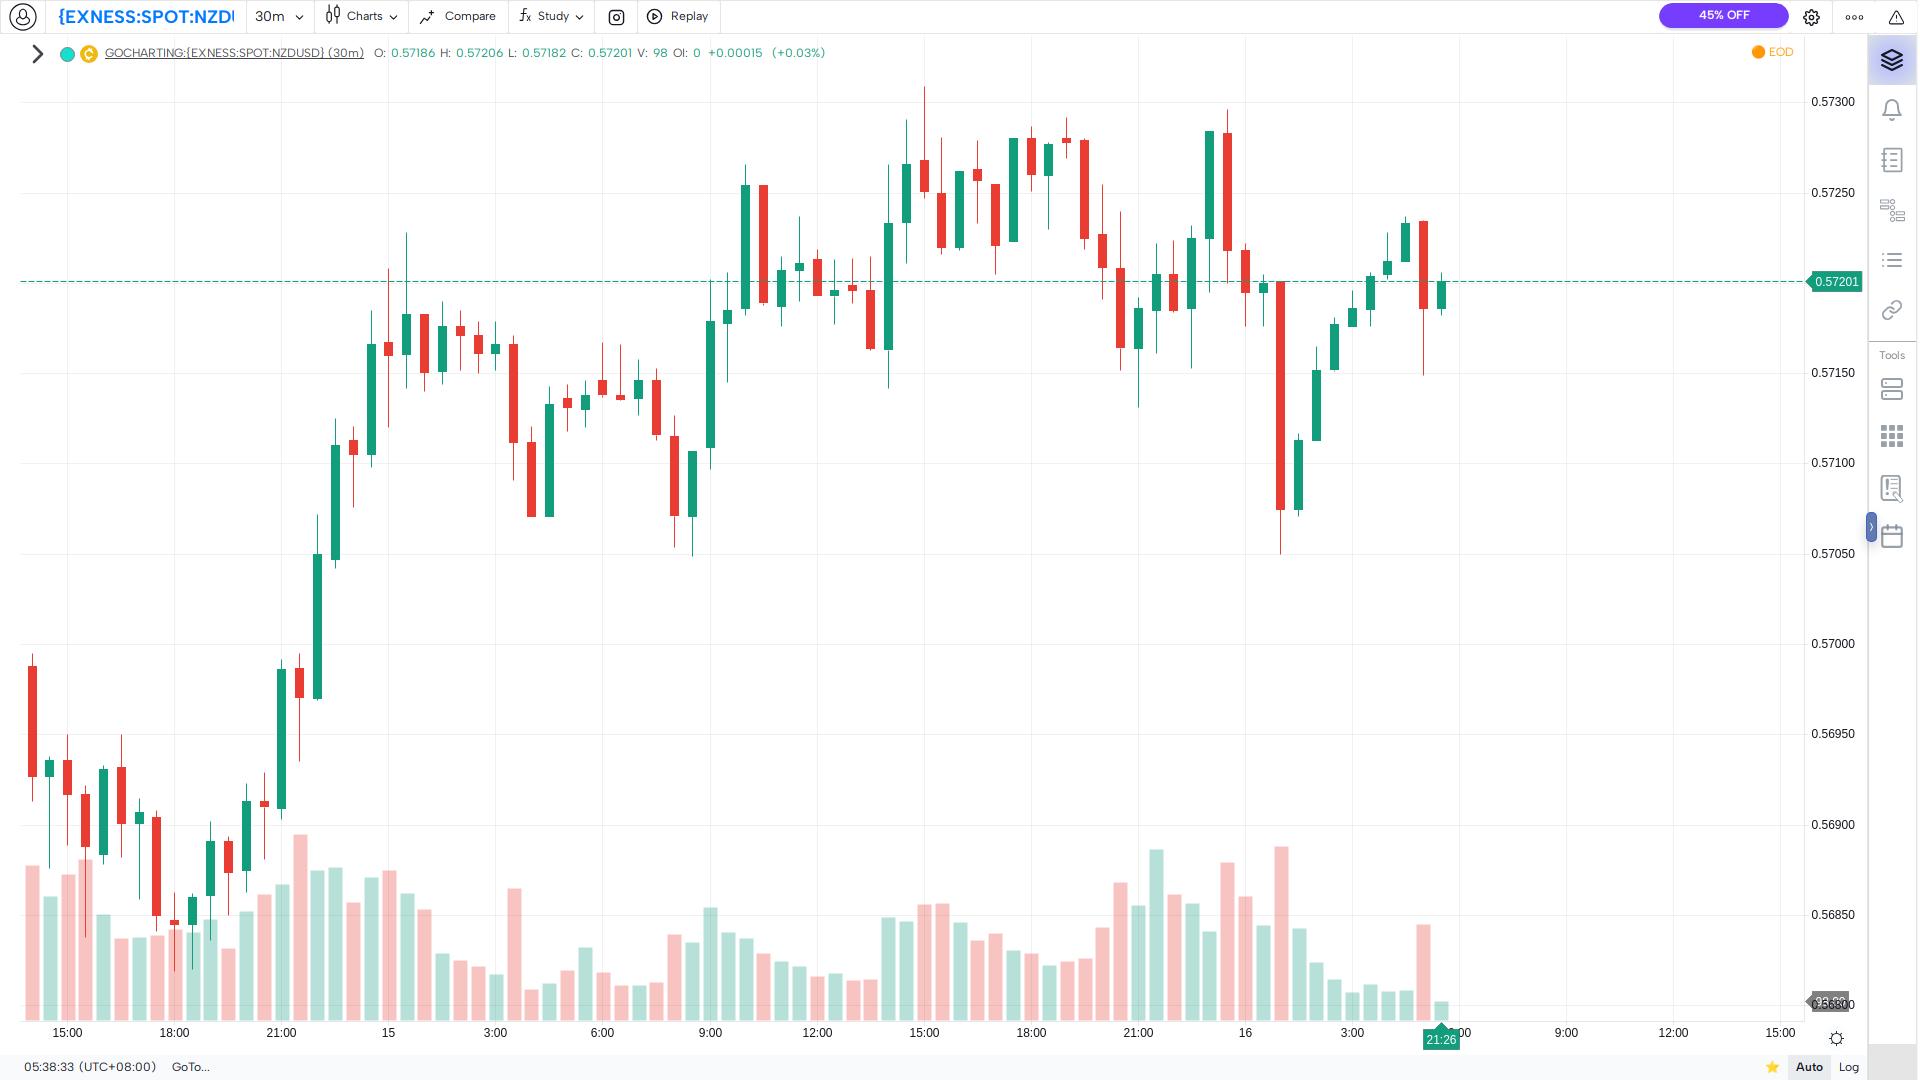 {EXNESS:SPOT:NZDU
30m
Charts
Compare
Study
Replay
45% OFF
GOCHARTING:{EXNESS:SPOT:NZDUSD} (30m) O: 0.57186 H: 0.57206 L: 0.57182 C: 0.57201 V: 98 OI: 0 +0.00015 (+0.03%)
EOD
0.57300
0.57250
0.57201
0.57150
0.57100
0.57050
0.57000
0.56950
0.56900
0.56850
0.56800
Tools
15:00 18:00 21:00 15 3:00 6:00 9:00 12:00 15:00 18:00 21:00 16 3:00 9:00 12:00 15:00
21:26
05:38:33 (UTC+08:00) GoTo...
Auto Log